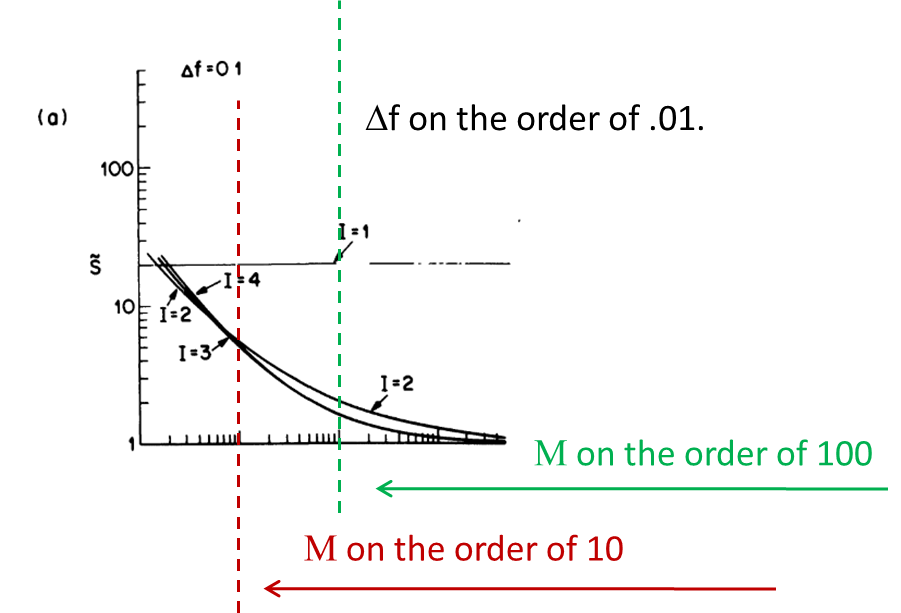 Δf=0 1
(a)
Δf on the order of .01.
100
I=1
S̃
I=4
10
I=2
I=3
I=2
1
M on the order of 100
M on the order of 10